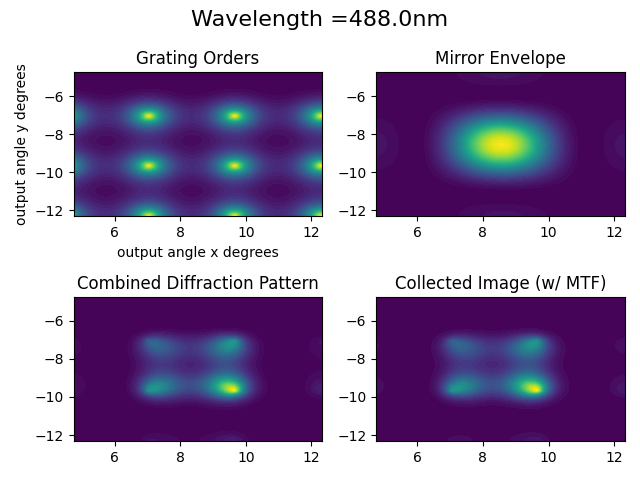 Wavelength =488.0nm
Grating Orders
Mirror Envelope
output angle y degrees
−6
−8
−10
−12
6 8 10 12
output angle x degrees
−6
−8
−10
−12
6 8 10 12
Combined Diffraction Pattern
Collected Image (w/ MTF)
−6
−8
−10
−12
6 8 10 12
−6
−8
−10
−12
6 8 10 12